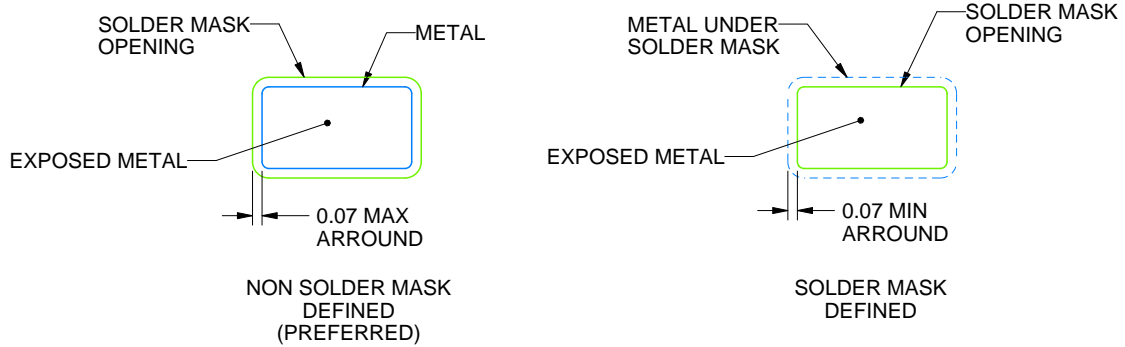 SOLDER MASK
OPENING
METAL
EXPOSED METAL
0.07 MAX
ARROUND
NON SOLDER MASK
DEFINED
(PREFERRED)
METAL UNDER
SOLDER MASK
SOLDER MASK
OPENING
EXPOSED METAL
0.07 MIN
ARROUND
SOLDER MASK
DEFINED